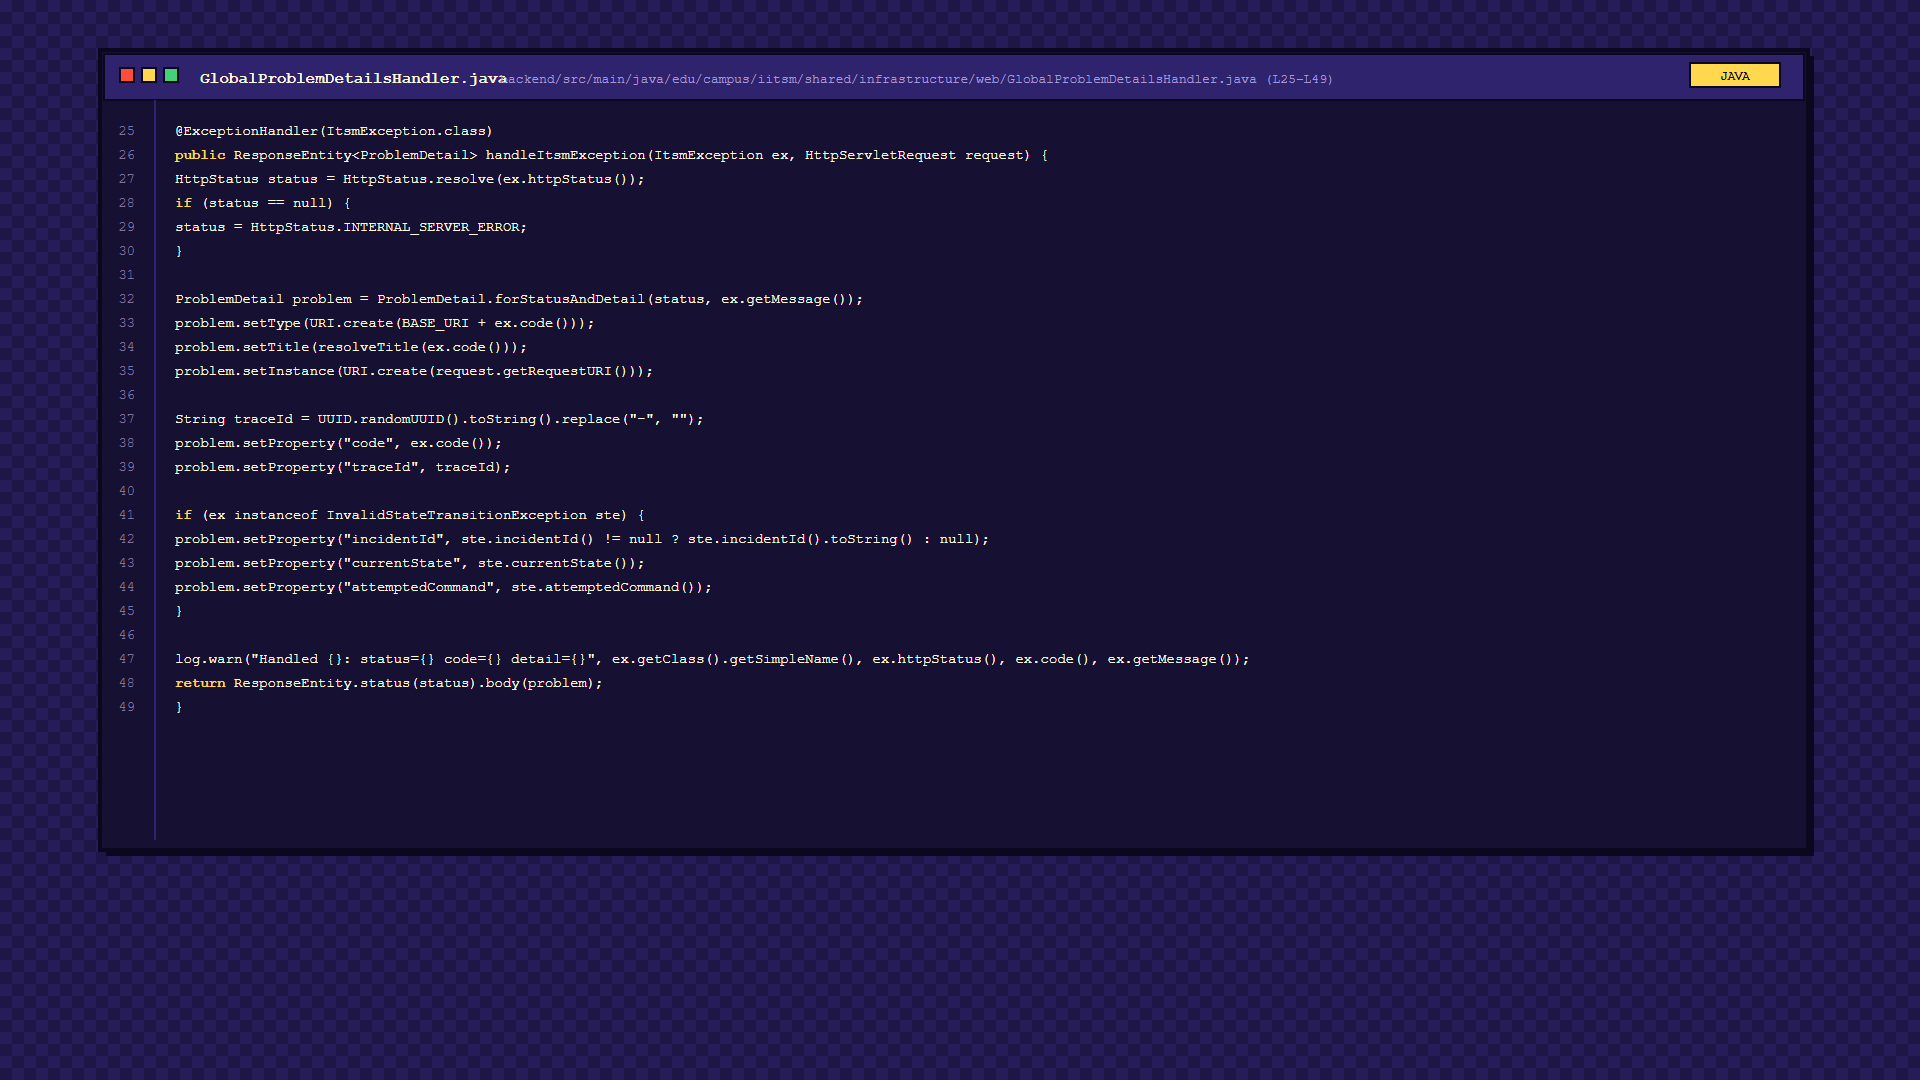 GlobalProblemDetailsHandler.java
backend/src/main/java/edu/campus/iitsm/shared/infrastructure/web/GlobalProblemDetailsHandler.java (L25-L49)
JAVA
25 @ExceptionHandler(ItsmException.class)
26 public ResponseEntity<ProblemDetail> handleItsmException(ItsmException ex, HttpServletRequest request) {
27 HttpStatus status = HttpStatus.resolve(ex.httpStatus());
28 if (status == null) {
29 status = HttpStatus.INTERNAL_SERVER_ERROR;
30 }
31
32 ProblemDetail problem = ProblemDetail.forStatusAndDetail(status, ex.getMessage());
33 problem.setType(URI.create(BASE_URI + ex.code()));
34 problem.setTitle(resolveTitle(ex.code()));
35 problem.setInstance(URI.create(request.getRequestURI()));
36
37 String traceId = UUID.randomUUID().toString().replace("-", "");
38 problem.setProperty("code", ex.code());
39 problem.setProperty("traceId", traceId);
40
41 if (ex instanceof InvalidStateTransitionException ste) {
42 problem.setProperty("incidentId", ste.incidentId() != null ? ste.incidentId().toString() : null);
43 problem.setProperty("currentState", ste.currentState());
44 problem.setProperty("attemptedCommand", ste.attemptedCommand());
45 }
46
47 log.warn("Handled {}: status={} code={} detail={}", ex.getClass().getSimpleName(), ex.httpStatus(), ex.code(), ex.getMessage());
48 return ResponseEntity.status(status).body(problem);
49 }